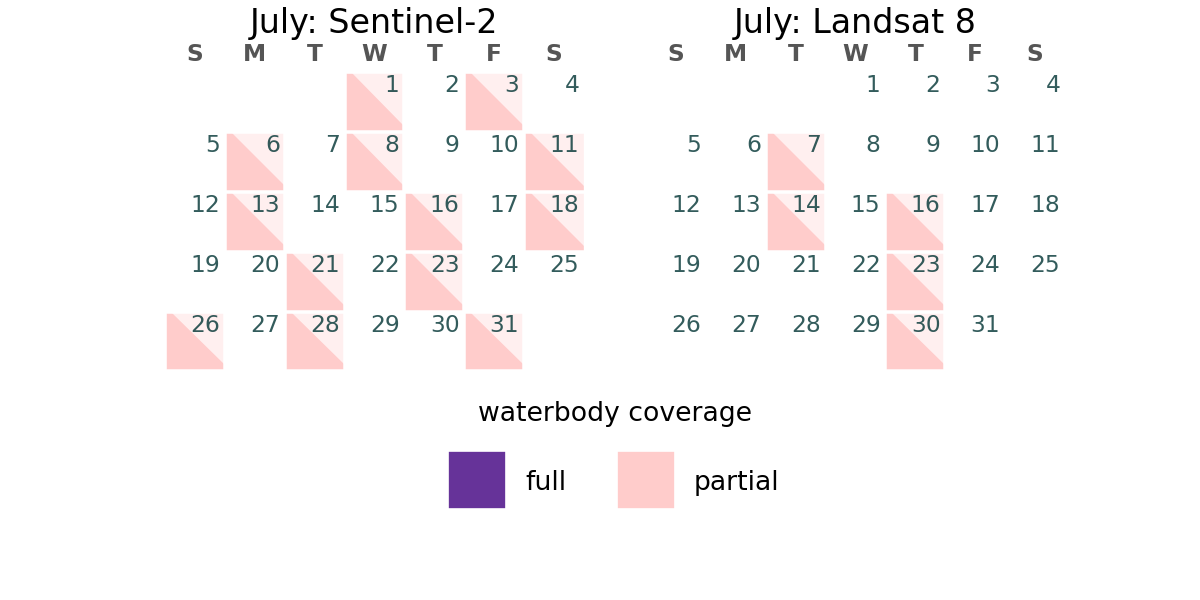 July: Sentinel-2
S M T W T F S
1 2 3 4
5 6 7 8 9 10 11
12 13 14 15 16 17 18
19 20 21 22 23 24 25
26 27 28 29 30 31
July: Landsat 8
S M T W T F S
1 2 3 4
5 6 7 8 9 10 11
12 13 14 15 16 17 18
19 20 21 22 23 24 25
26 27 28 29 30 31
waterbody coverage
full partial